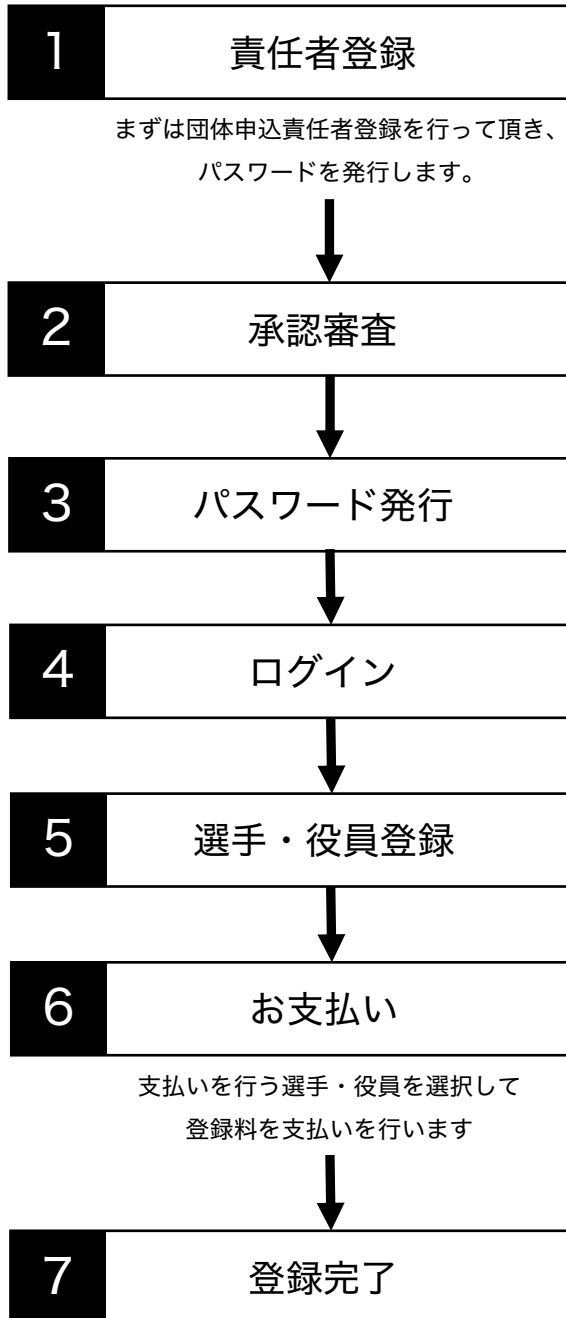 1 責任者登録
まずは団体申込責任者登録を行って頂き、
パスワードを発行します。
2 承認審査
3 パスワード発行
4 ログイン
5 選手・役員登録
6 お支払い
支払いを行う選手・役員を選択して
登録料を支払いを行います
7 登録完了